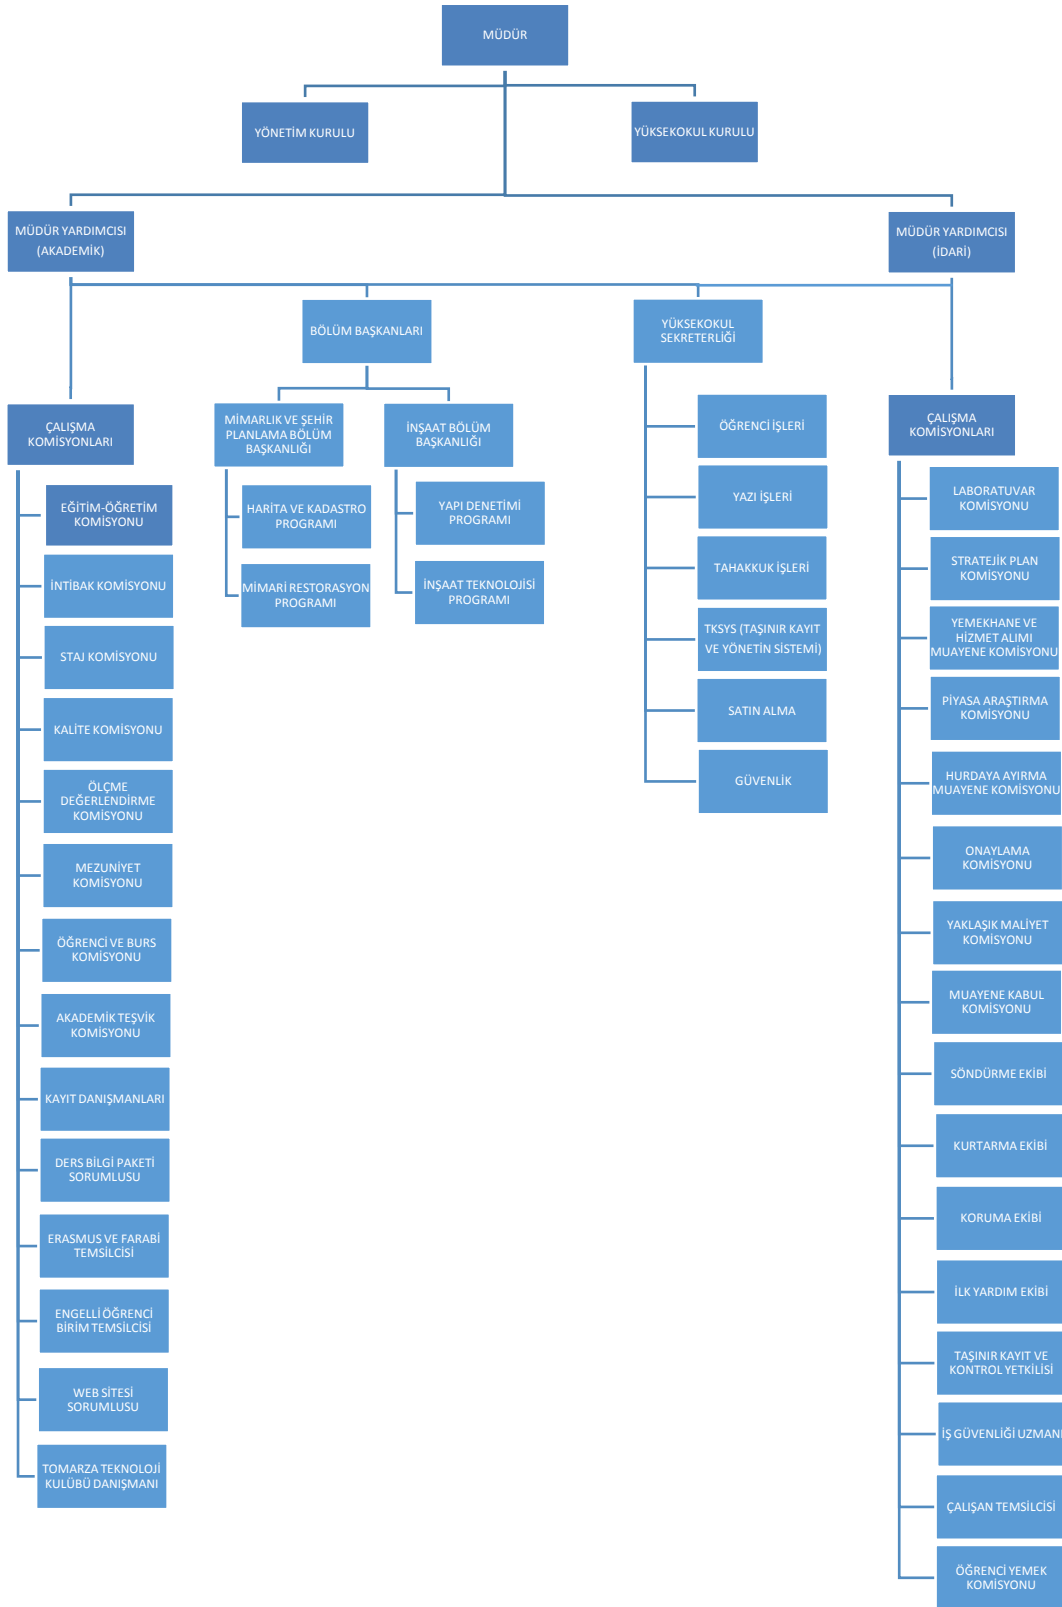 MÜDÜR
YÖNETİM KURULU
YÜKSEKOKUL KURULU
MÜDÜR YARDIMCISI
(AKADEMİK)
MÜDÜR YARDIMCISI
(İDARİ)
BÖLÜM BAŞKANLARI
YÜKSEKOKUL
SEKRETERLİĞİ
ÇALIŞMA
KOMİSYONLARI
EĞİTİM-ÖĞRETİM
KOMİSYONU
İNTİBAK KOMİSYONU
STAJ KOMİSYONU
KALİTE KOMİSYONU
ÖLÇME
DEĞERLENDİRME
KOMİSYONU
MEZUNİYET
KOMİSYONU
ÖĞRENCİ VE BURS
KOMİSYONU
AKADEMİK TEŞVİK
KOMİSYONU
KAYIT DANIŞMANLARI
DERS BİLGİ PAKETİ
SORUMLUSU
ERASMUS VE FARABİ
TEMSİLCİSİ
ENGELLİ ÖĞRENCİ
BİRİM TEMSİLCİSİ
WEB SİTESİ
SORUMLUSU
TOMARZA TEKNOLOJİ
KULÜBÜ DANIŞMANI
MİMARLIK VE ŞEHİR
PLANLAMA BÖLÜM
BAŞKANLIĞI
HARİTA VE KADASTRO
PROGRAMI
MİMARİ RESTORASYON
PROGRAMI
İNŞAAT BÖLÜM
BAŞKANLIĞI
YAPI DENETİMİ
PROGRAMI
İNŞAAT TEKNOLOJİSİ
PROGRAMI
ÖĞRENCİ İŞLERİ
YAZI İŞLERİ
TAHAKKUK İŞLERİ
TKSYS (TAŞINIR KAYIT
VE YÖNETİN SİSTEMİ)
SATIN ALMA
GÜVENLİK
ÇALIŞMA
KOMİSYONLARI
LABORATUVAR
KOMİSYONU
STRATEJİK PLAN
KOMİSYONU
YEMEKHANE VE
HİZMET ALIMI
MUAYENE KOMİSYONU
PİYASA ARAŞTIRMA
KOMİSYONU
HURDAYA AYIRMA
MUAYENE KOMİSYONU
ONAYLAMA
KOMİSYONU
YAKLAŞIK MALİYET
KOMİSYONU
MUAYENE KABUL
KOMİSYONU
SÖNDÜRME EKİBİ
KURTARMA EKİBİ
KORUMA EKİBİ
İLK YARDIM EKİBİ
TAŞINIR KAYIT VE
KONTROL YETKİLİSİ
İŞ GÜVENLİĞİ UZMANI
ÇALIŞAN TEMSİLCİSİ
ÖĞRENCİ YEMEK
KOMİSYONU